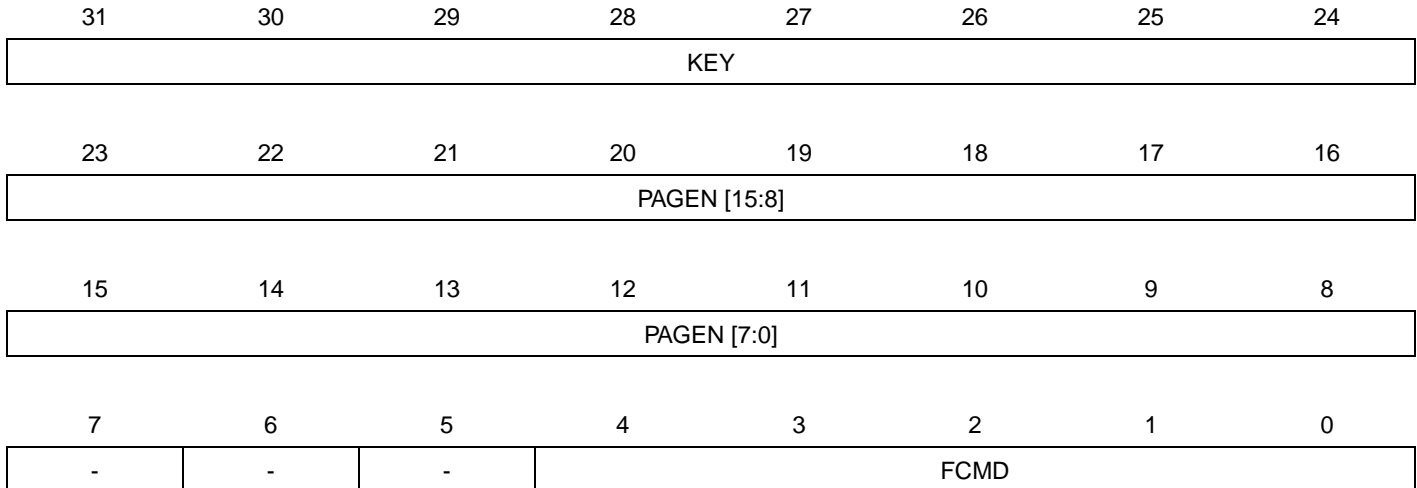 31 30 29 28 27 26 25 24
KEY
23 22 21 20 19 18 17 16
PAGEN [15:8]
15 14 13 12 11 10 9 8
PAGEN [7:0]
7 6 5 4 3 2 1 0
- - - FCMD